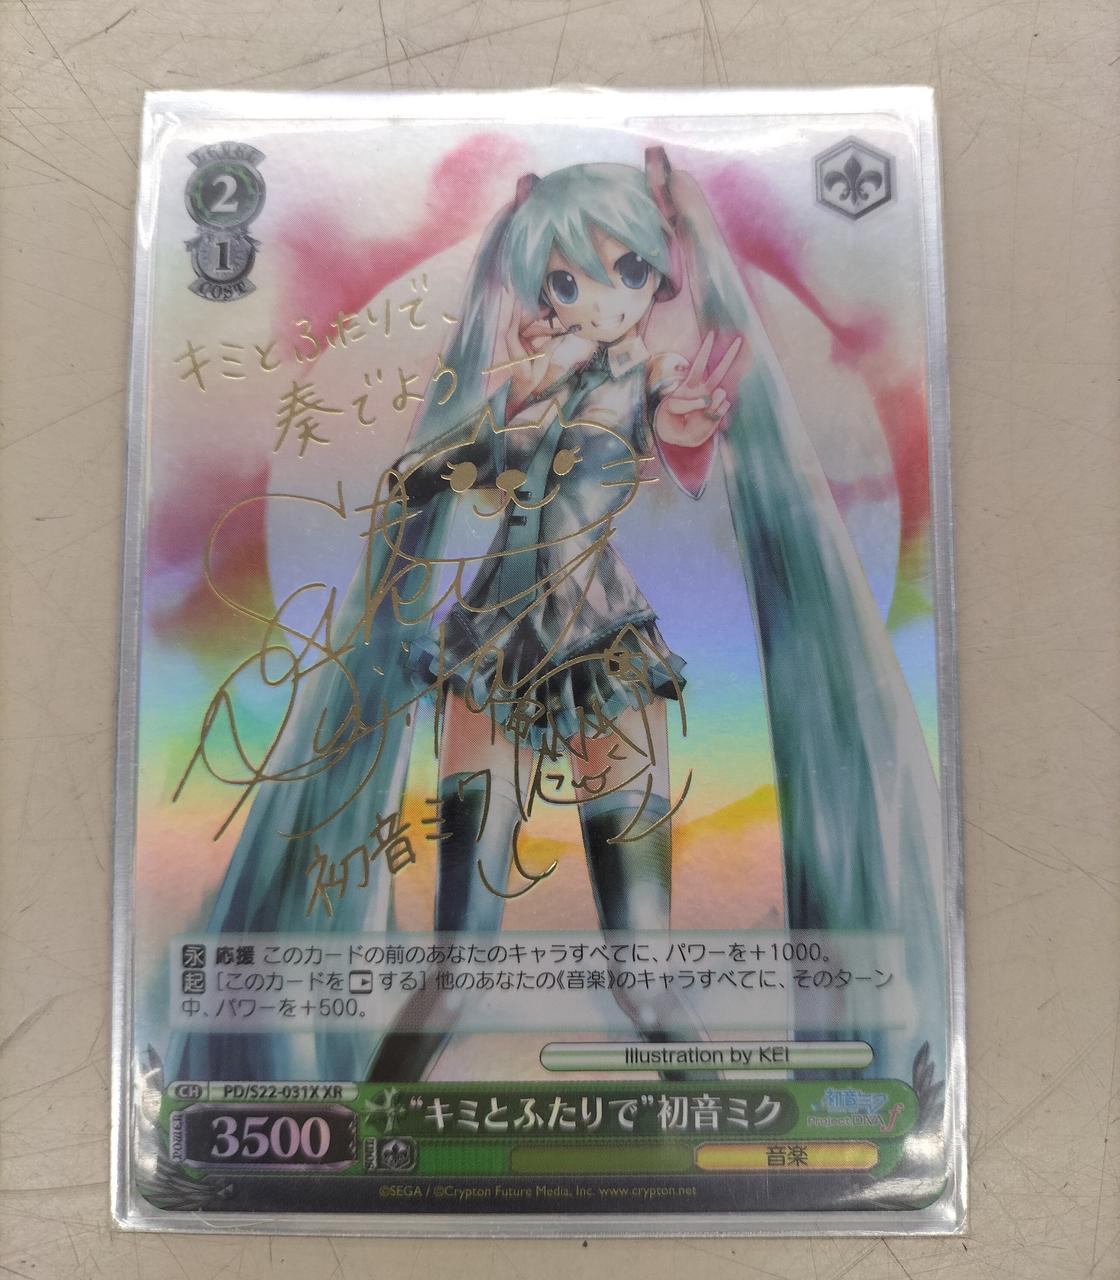 LEVEL
2
1
COST
キミとふたりで、
奏でようー
Saki
Fujita
初音ミク
永 応援 このカードの前のあなたのキャラすべてに、パワーを+1000。
起 [このカードを する] 他のあなたの《音楽》のキャラすべてに、そのターン
中、パワーを+500。
Illustration by KEI
CH PD/S22-031X XR
POWER 3500
"キミとふたりで"初音ミク
初音ミク Project DIVA f
音楽
©SEGA / ©Crypton Future Media, Inc. www.crypton.net